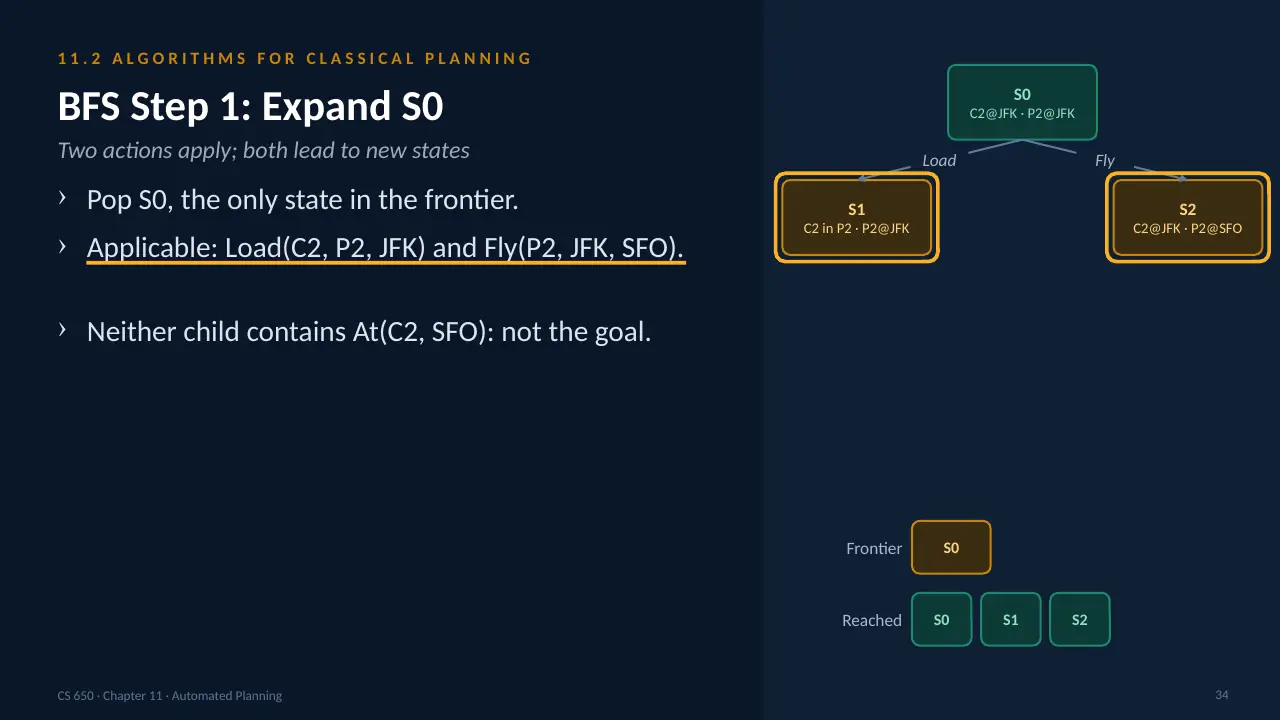 11.2 ALGORITHMS FOR CLASSICAL PLANNING
BFS Step 1: Expand S0
Two actions apply; both lead to new states
› Pop S0, the only state in the frontier.
› Applicable: Load(C2, P2, JFK) and Fly(P2, JFK, SFO).
› Neither child contains At(C2, SFO): not the goal.
S0
C2@JFK · P2@JFK
Load
Fly
S1
C2 in P2 · P2@JFK
S2
C2@JFK · P2@SFO
Frontier
S0
Reached
S0
S1
S2
CS 650 · Chapter 11 · Automated Planning
34